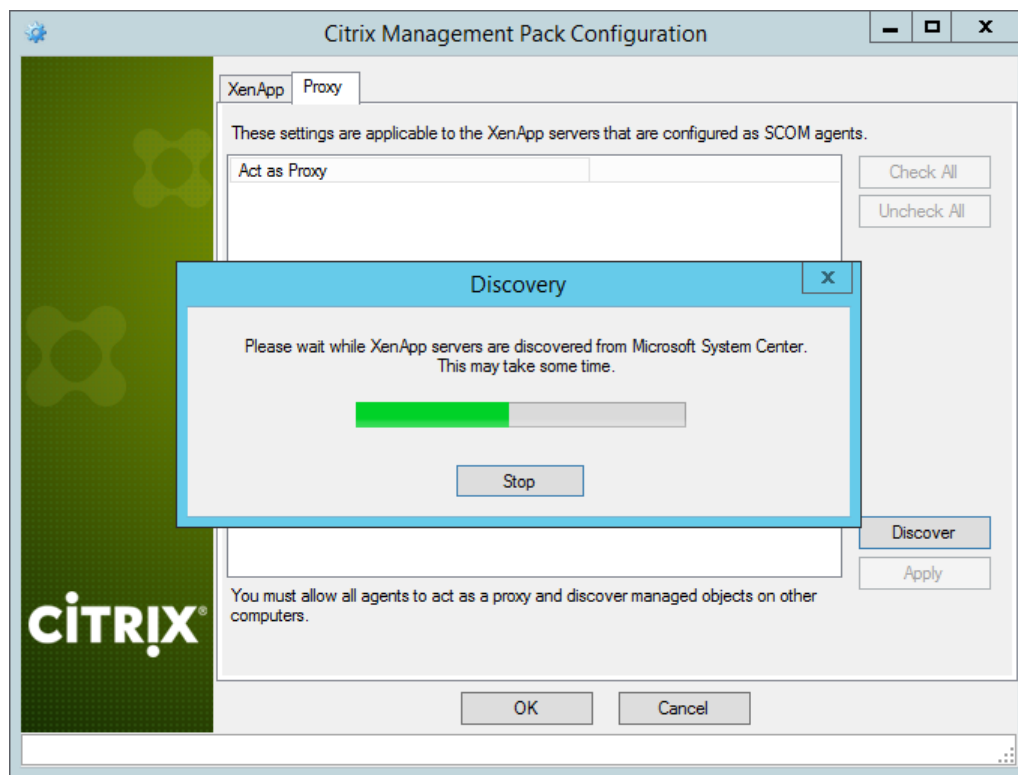 Citrix Management Pack Configuration
XenApp
Proxy
These settings are applicable to the XenApp servers that are configured as SCOM agents.
Act as Proxy
Check All
Uncheck All
Discovery
Please wait while XenApp servers are discovered from Microsoft System Center.
This may take some time.
Stop
Discover
Apply
You must allow all agents to act as a proxy and discover managed objects on other
computers.
CİTRIX®
OK
Cancel